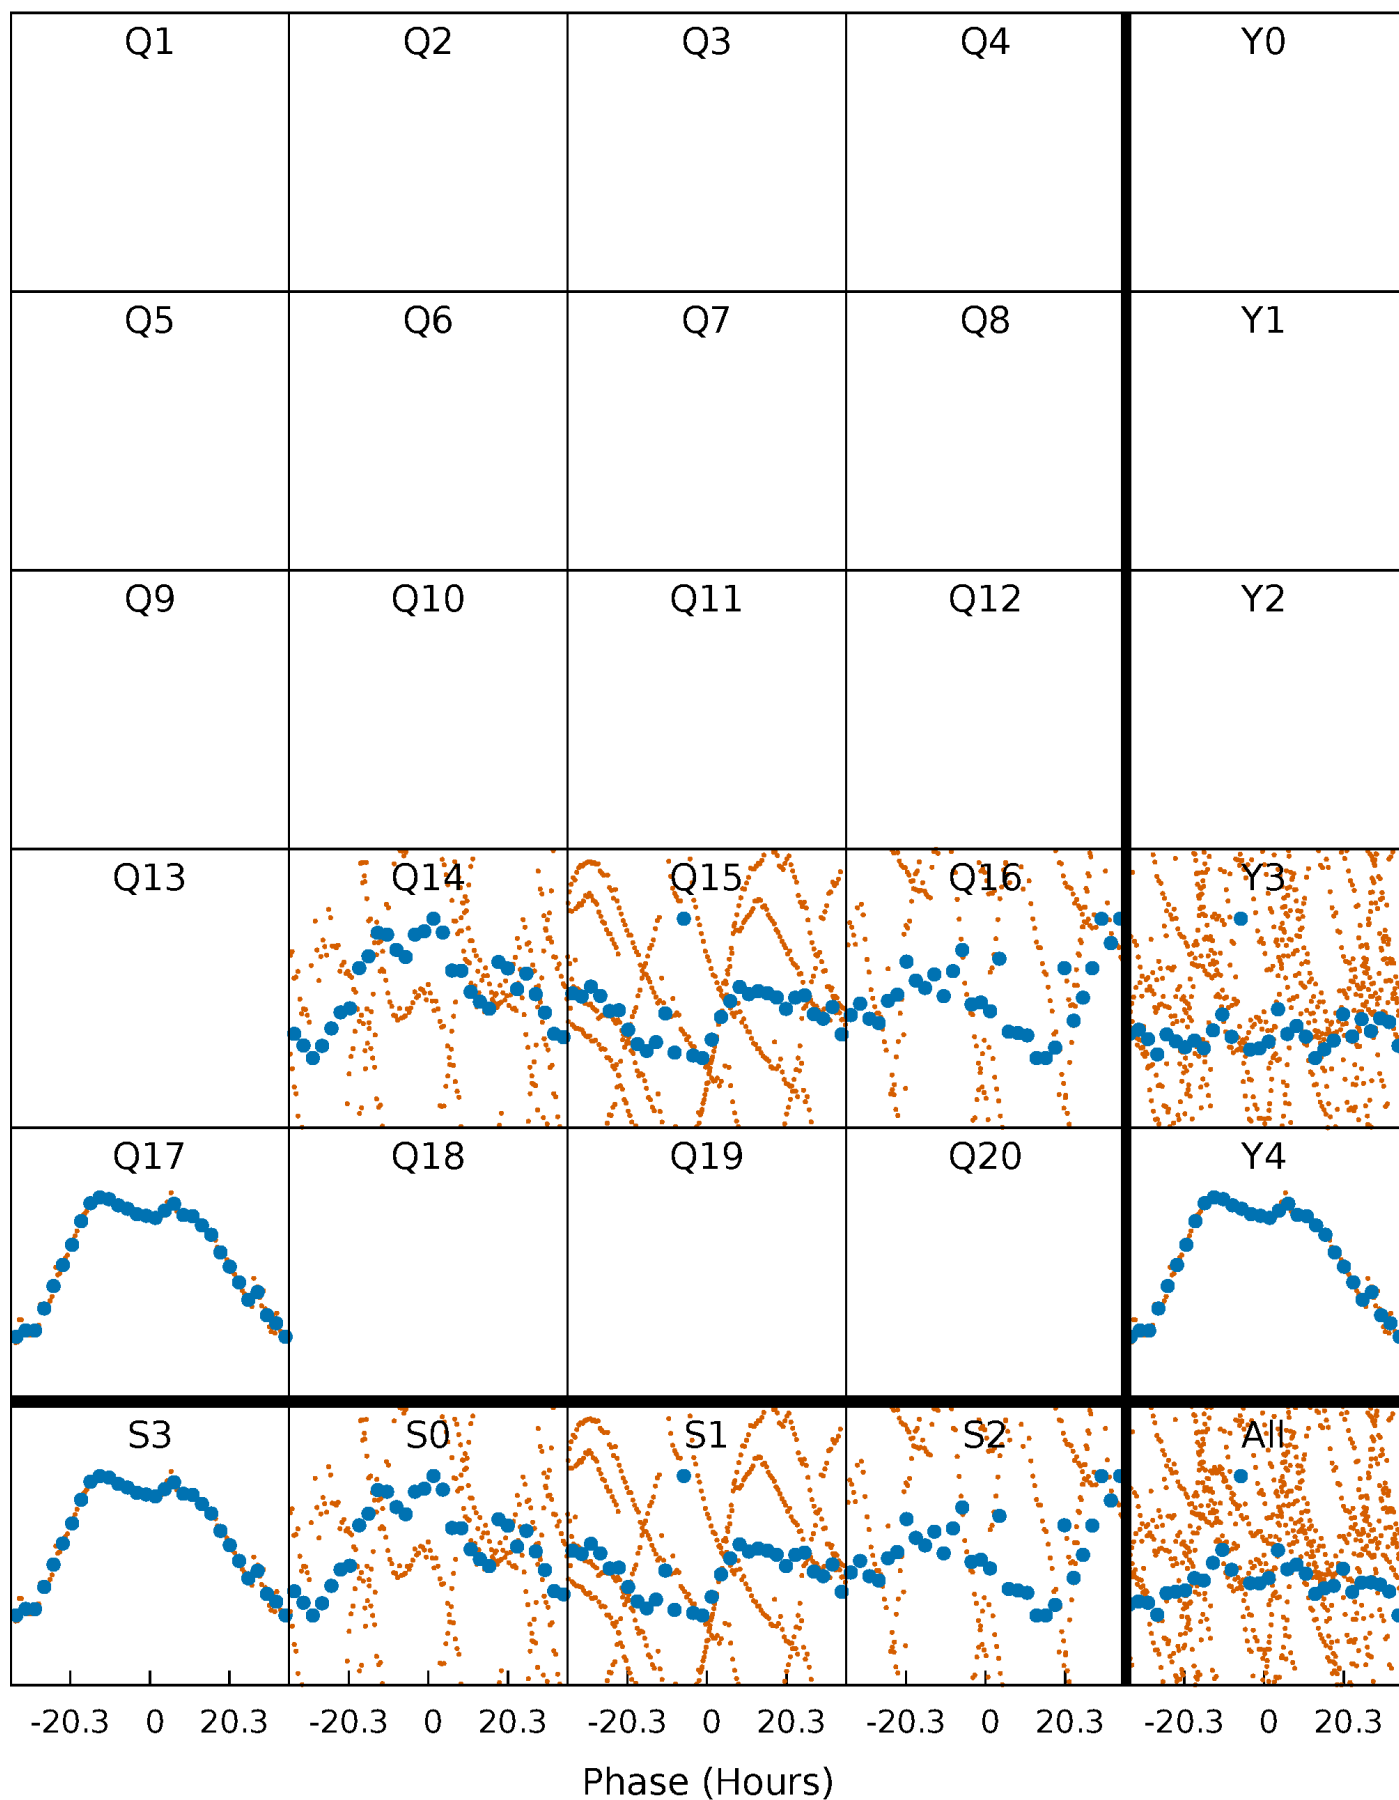 Q1 Q2 Q3 Q4 Y0
Q5 Q6 Q7 Q8 Y1
Q9 Q10 Q11 Q12 Y2
Q13 Q14 Q15 Q16 Y3
Q17 Q18 Q19 Q20 Y4
S3 S0 S1 S2 All
-20.3 0 20.3 -20.3 0 20.3 -20.3 0 20.3 -20.3 0 20.3 -20.3 0 20.3
Phase (Hours)